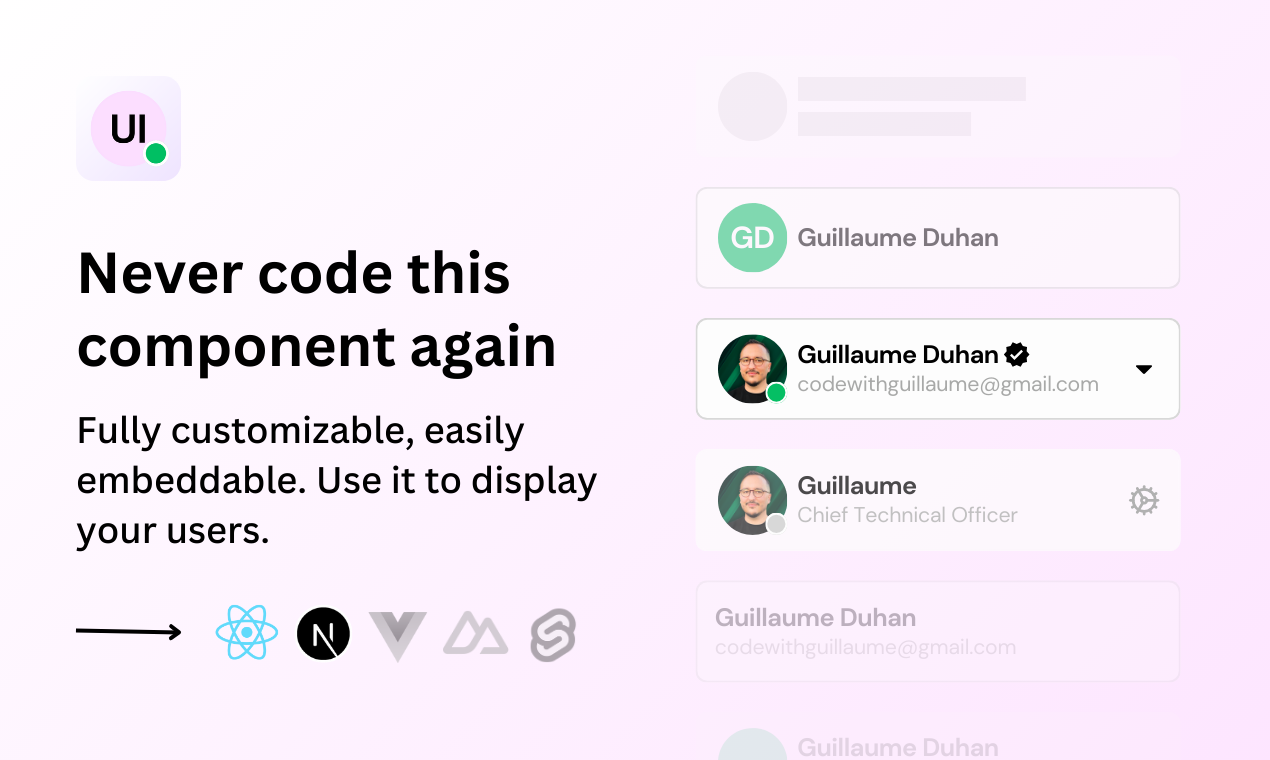 UI
Never code this
component again
Fully customizable, easily
embeddable. Use it to display
your users.
N
GD
Guillaume Duhan
Guillaume Duhan
codewithguillaume@gmail.com
Guillaume
Chief Technical Officer
Guillaume Duhan
codewithguillaume@gmail.com
Guillaume Duhan